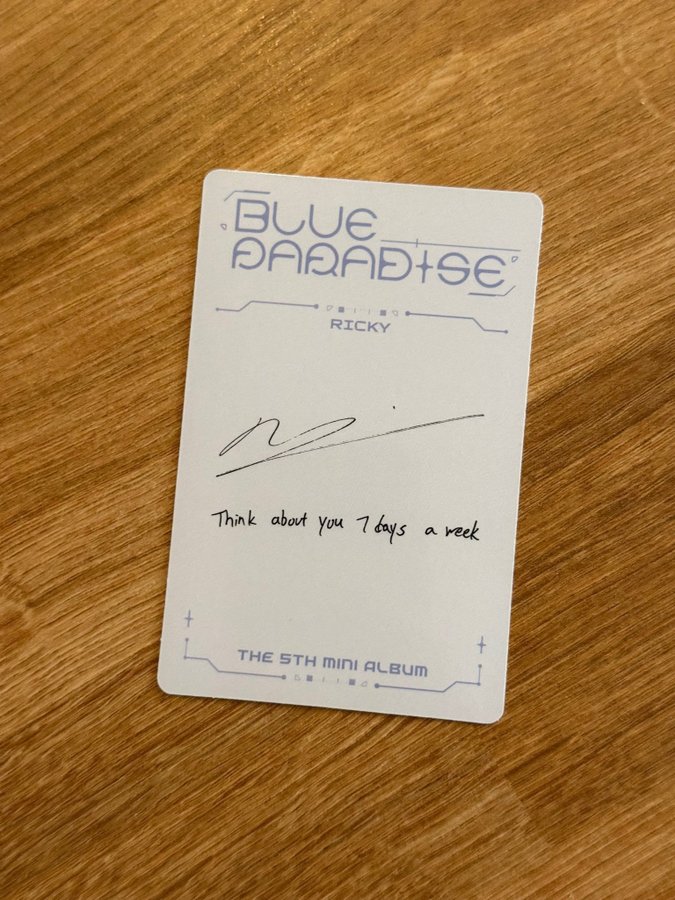 BLUE
PARADISE
RICKY
Think about you 7 days a week
THE 5TH MINI ALBUM